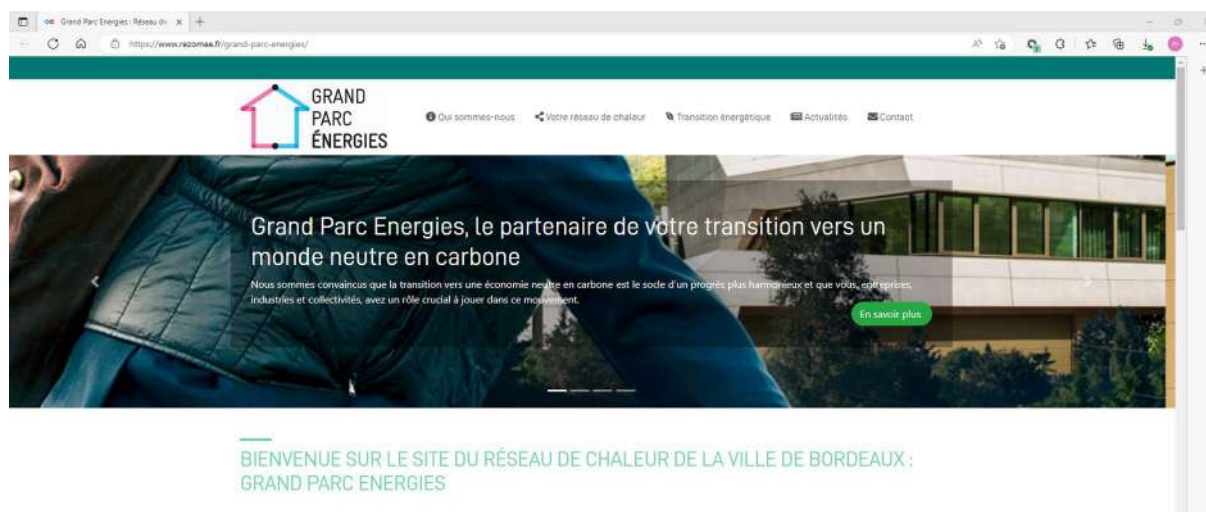 Grand Parc Energies : Réseau de
https://www.razomae.fr/grand-parc-energies/
GRAND
PARC
ÉNERGIES
Qui sommes-nous
Votre réseau de chaleur
Transition énergétique
Actualités
Contact
Grand Parc Energies, le partenaire de votre transition vers un
monde neutre en carbone
Nous sommes convaincus que la transition vers une économie neutre en carbone est le socle d'un progrès plus harmonieux et que vous, entreprises,
industries et collectivités, avez un rôle crucial à jouer dans ce mouvement.
En savoir plus
BIENVENUE SUR LE SITE DU RÉSEAU DE CHALEUR DE LA VILLE DE BORDEAUX :
GRAND PARC ENERGIES